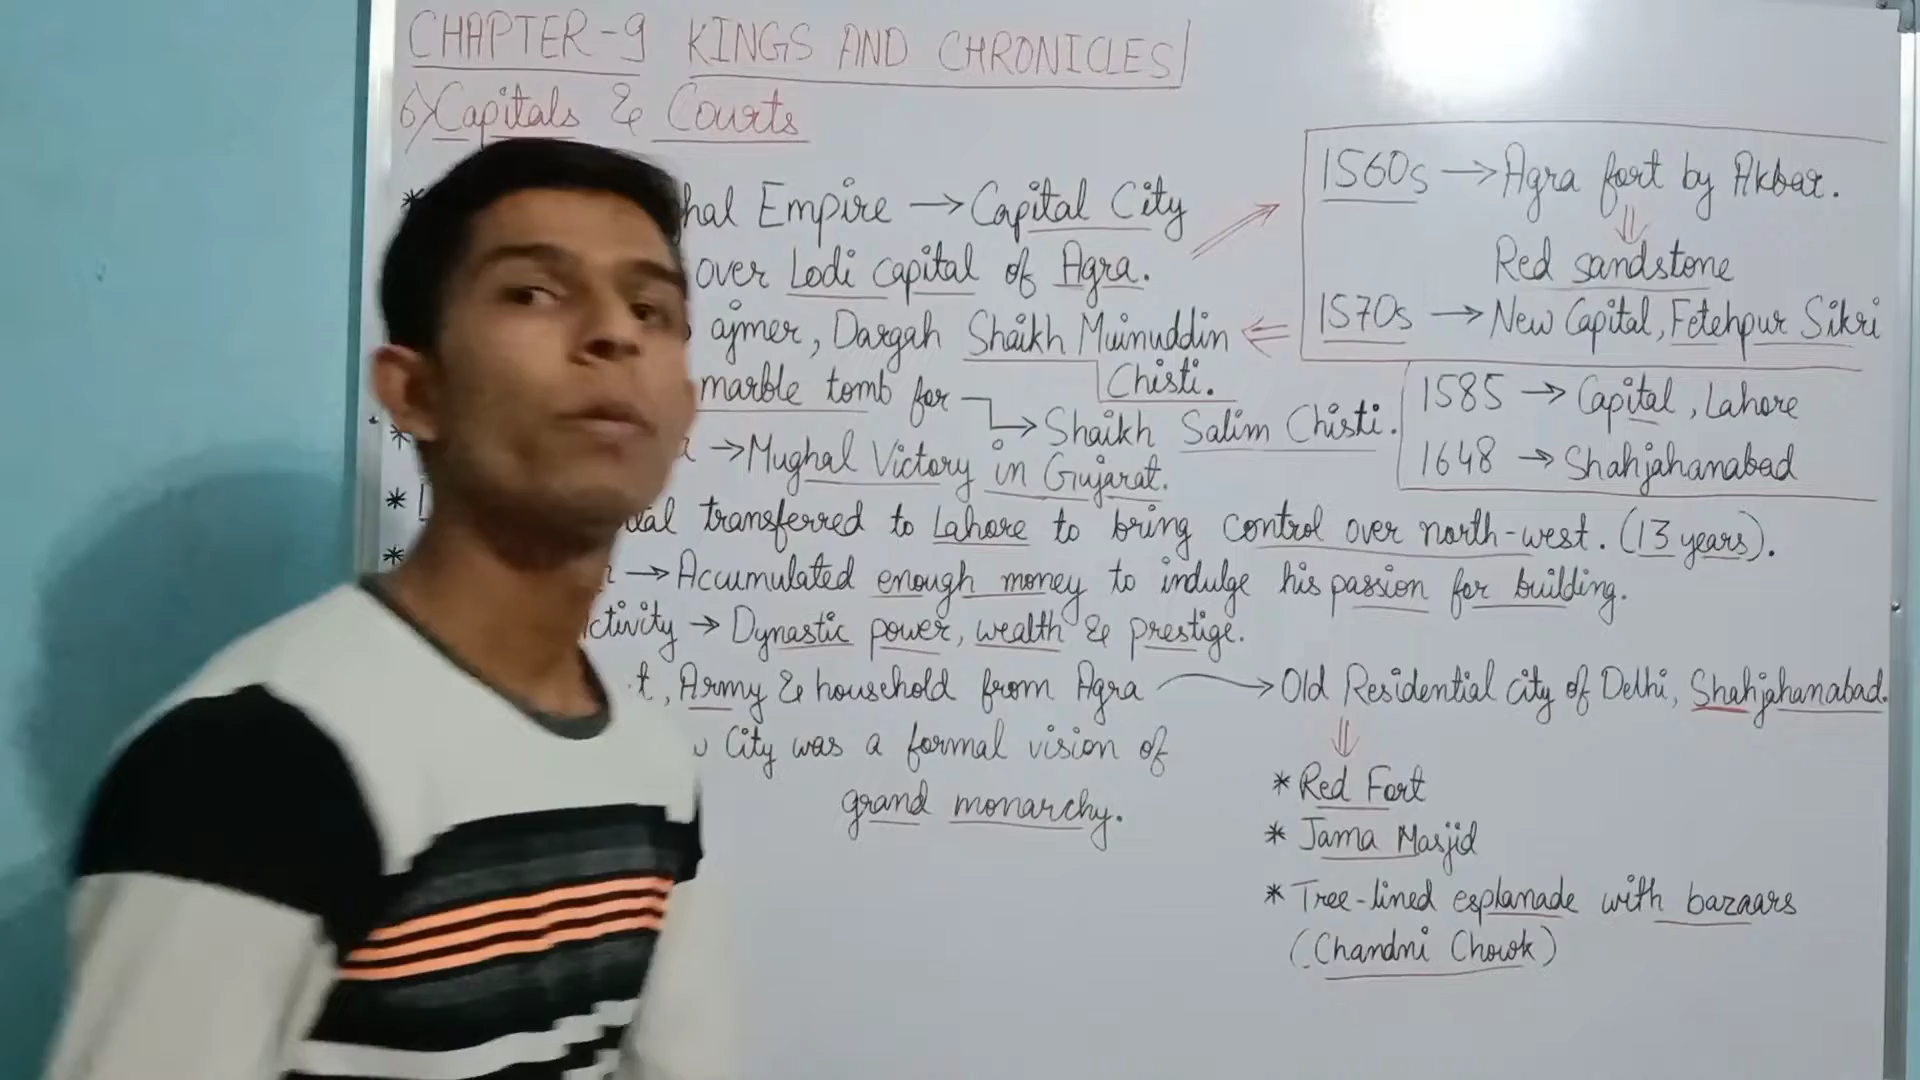 CHAPTER-9 KINGS AND CHRONICLES
6) Capitals & Courts
* hal Empire → Capital City
over Lodi capital of Agra.
ajmer, Dargah Shaikh Muinuddin
Chisti.
marble tomb for → Shaikh Salim Chisti.
* → Mughal Victory in Gujarat.
* tal transferred to Lahore to bring control over north-west. (13 years).
* → Accumulated enough money to indulge his passion for building.
ctivity → Dynastic power, wealth & prestige.
t, Army & household from Agra → Old Residential city of Delhi, Shahjahanabad.
City was a formal vision of
grand monarchy.
1560s → Agra fort by Akbar.
⇓
Red sandstone
1570s → New Capital, Fetehpur Sikri
1585 → Capital, Lahore
1648 → Shahjahanabad
⇓
* Red Fort
* Jama Masjid
* Tree-lined esplanade with bazaars
(Chandni Chowk)